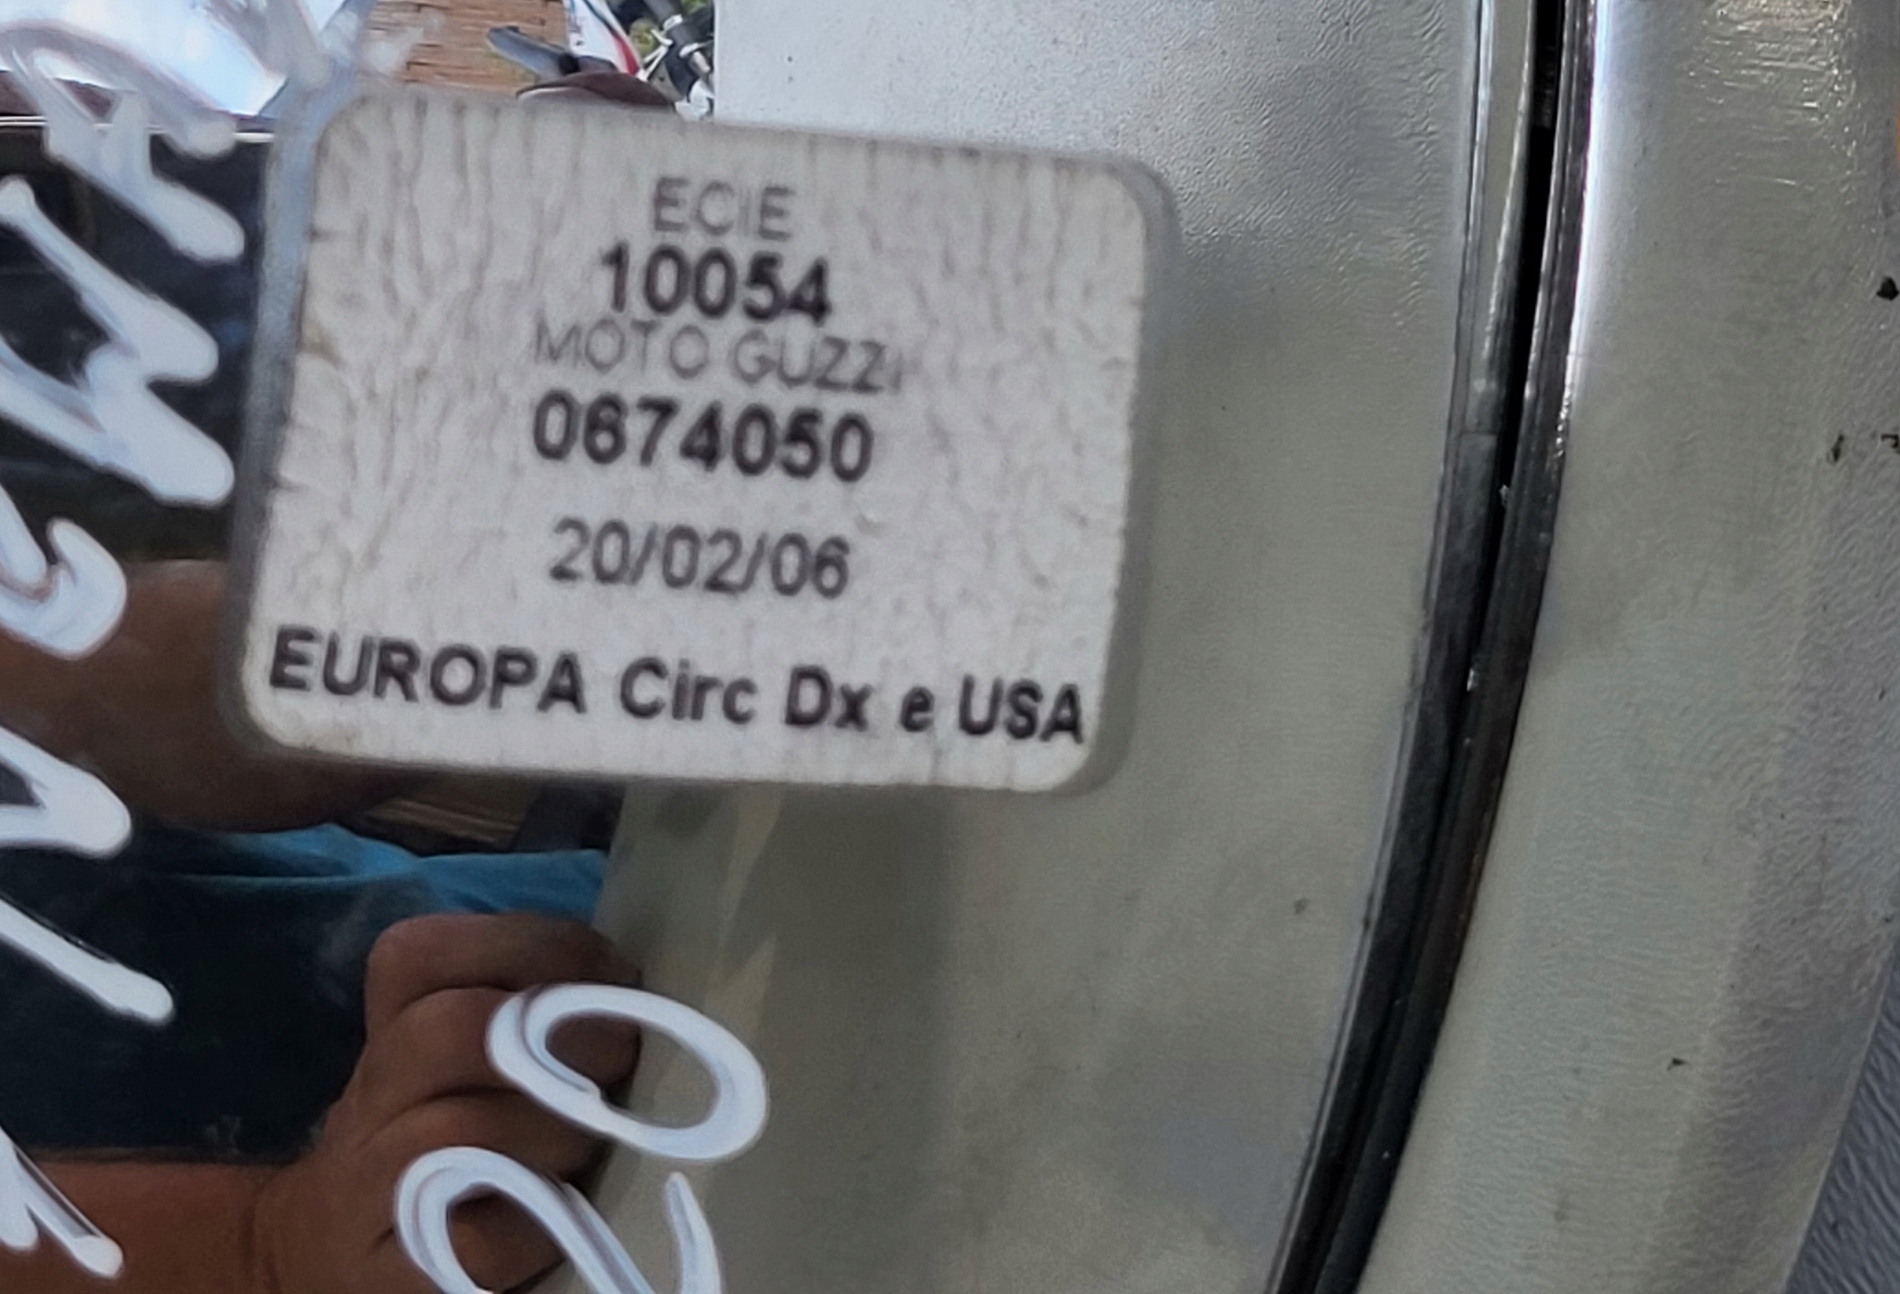 ECIE
10054
MOTO GUZZI
0674050
20/02/06
EUROPA Circ Dx e USA